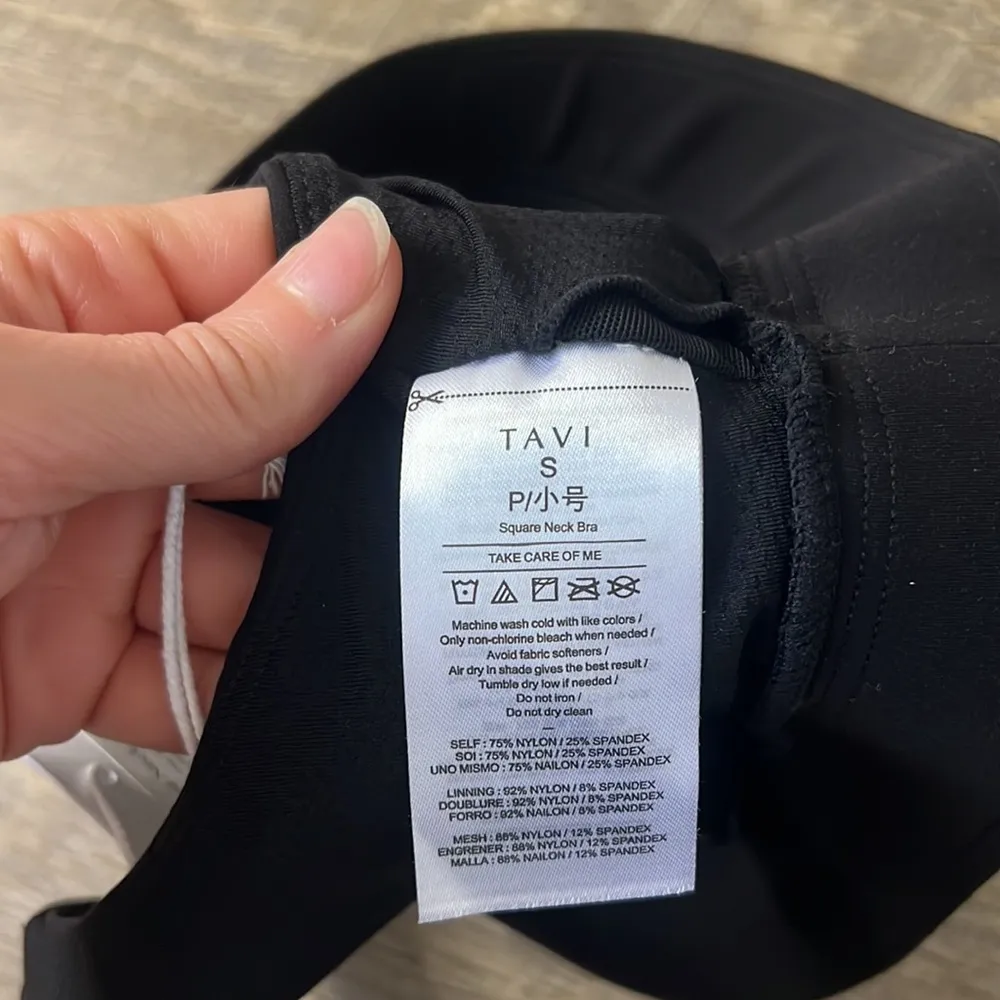 TAVI
S
P/小号
Square Neck Bra
TAKE CARE OF ME
Machine wash cold with like colors /
Only non-chlorine bleach when needed /
Avoid fabric softeners /
Air dry in shade gives the best result /
Tumble dry low if needed /
Do not iron /
Do not dry clean
—
SELF : 75% NYLON / 25% SPANDEX
SOI : 75% NYLON / 25% SPANDEX
UNO MISMO : 75% NAILON / 25% SPANDEX
LINNING : 92% NYLON / 8% SPANDEX
DOUBLURE : 92% NYLON / 8% SPANDEX
FORRO : 92% NAILON / 8% SPANDEX
MESH : 88% NYLON / 12% SPANDEX
ENGRENER : 88% NYLON / 12% SPANDEX
MALLA : 88% NAILON / 12% SPANDEX